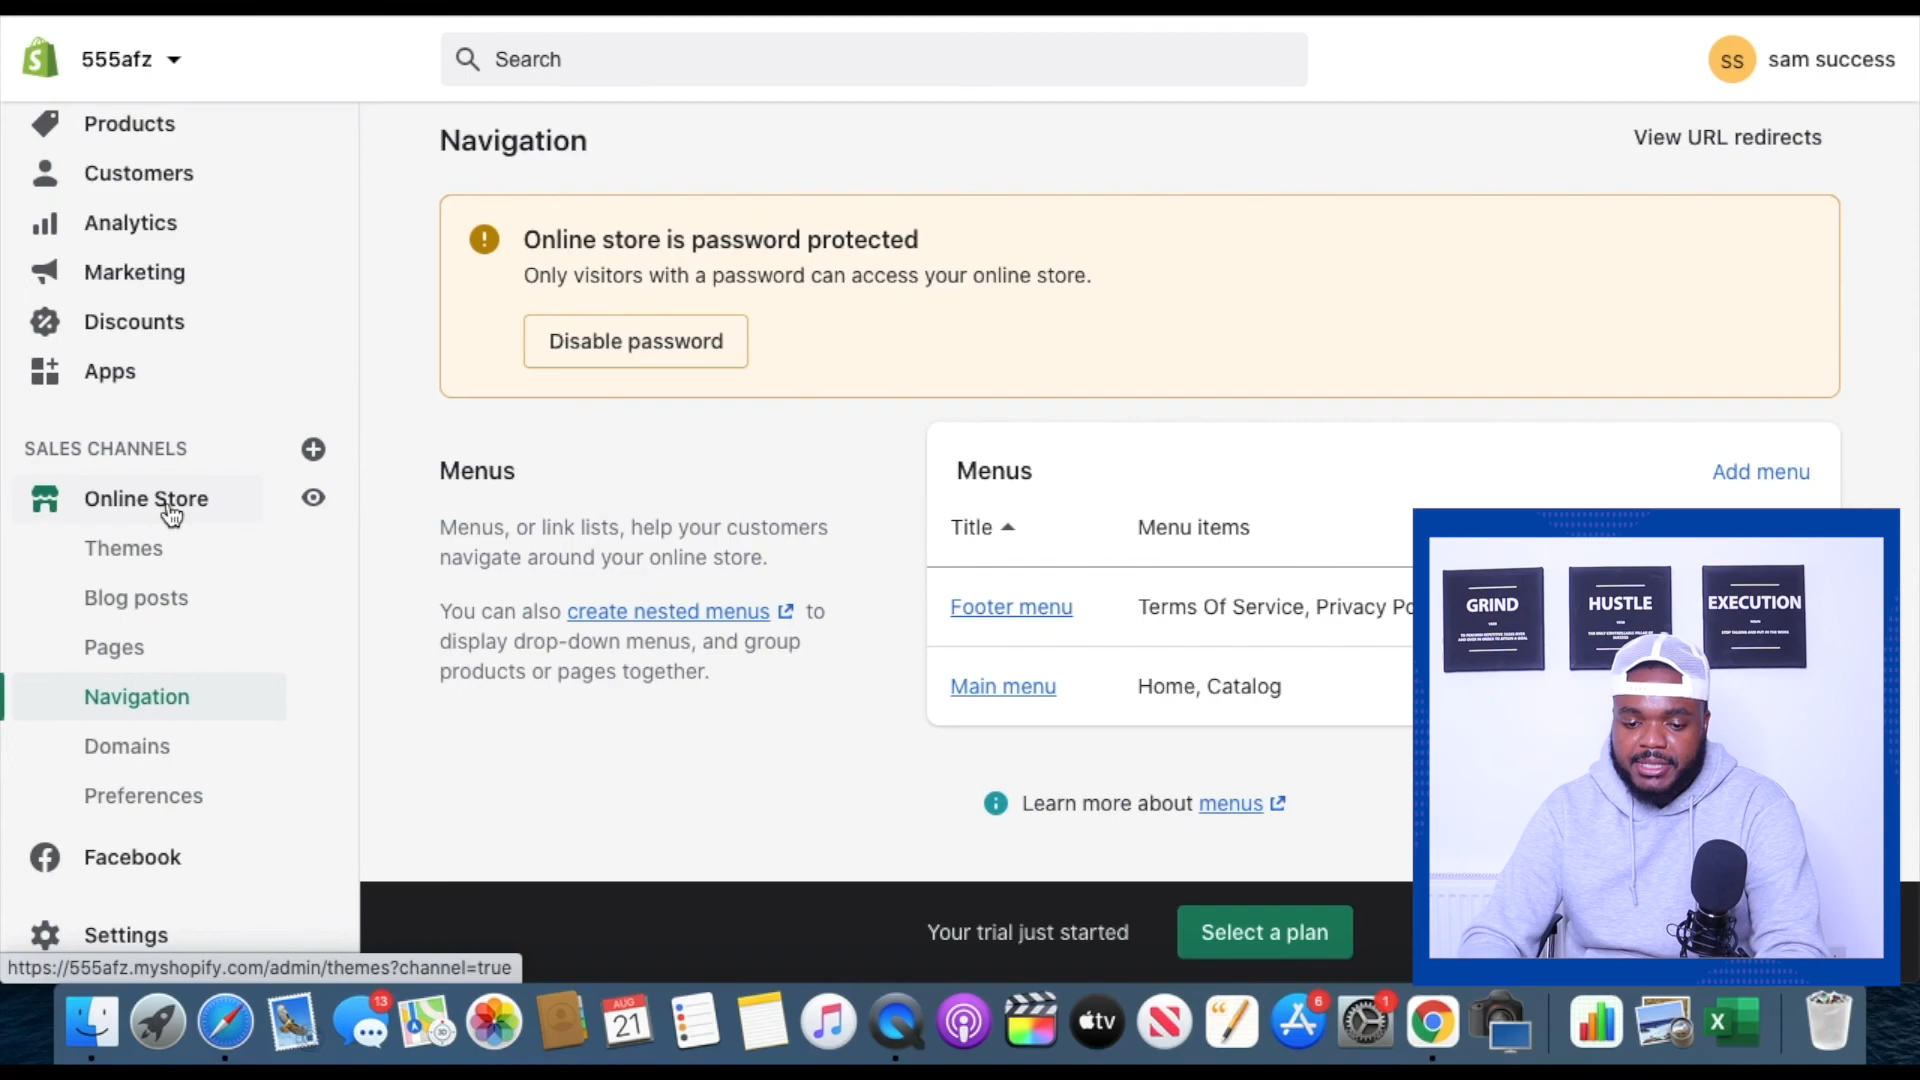 555afz
Search
SS
sam success
Products
Customers
Analytics
Marketing
Discounts
Apps
SALES CHANNELS
Online Store
Themes
Blog posts
Pages
Navigation
Domains
Preferences
Facebook
Settings
https://555afz.myshopify.com/admin/themes?channel=true
Navigation
View URL redirects
Online store is password protected
Only visitors with a password can access your online store.
Disable password
Menus
Menus, or link lists, help your customers
navigate around your online store.
You can also create nested menus to
display drop-down menus, and group
products or pages together.
Menus
Add menu
Title
Menu items
Footer menu
Terms Of Service, Privacy Po
Main menu
Home, Catalog
Learn more about menus
Your trial just started
Select a plan
GRIND
HUSTLE
EXECUTION
13
AUG
21
tv
6
1
X